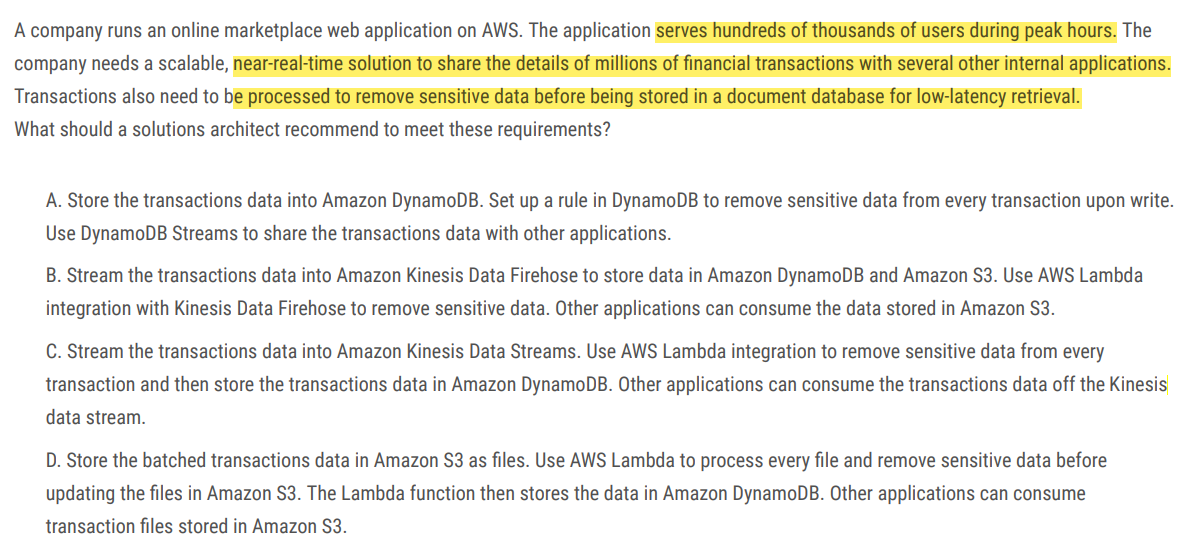 A company runs an online marketplace web application on AWS. The application serves hundreds of thousands of users during peak hours. The
company needs a scalable, near-real-time solution to share the details of millions of financial transactions with several other internal applications.
Transactions also need to be processed to remove sensitive data before being stored in a document database for low-latency retrieval.
What should a solutions architect recommend to meet these requirements?
A. Store the transactions data into Amazon DynamoDB. Set up a rule in DynamoDB to remove sensitive data from every transaction upon write.
Use DynamoDB Streams to share the transactions data with other applications.
B. Stream the transactions data into Amazon Kinesis Data Firehose to store data in Amazon DynamoDB and Amazon S3. Use AWS Lambda
integration with Kinesis Data Firehose to remove sensitive data. Other applications can consume the data stored in Amazon S3.
C. Stream the transactions data into Amazon Kinesis Data Streams. Use AWS Lambda integration to remove sensitive data from every
transaction and then store the transactions data in Amazon DynamoDB. Other applications can consume the transactions data off the Kinesis
data stream.
D. Store the batched transactions data in Amazon S3 as files. Use AWS Lambda to process every file and remove sensitive data before
updating the files in Amazon S3. The Lambda function then stores the data in Amazon DynamoDB. Other applications can consume
transaction files stored in Amazon S3.